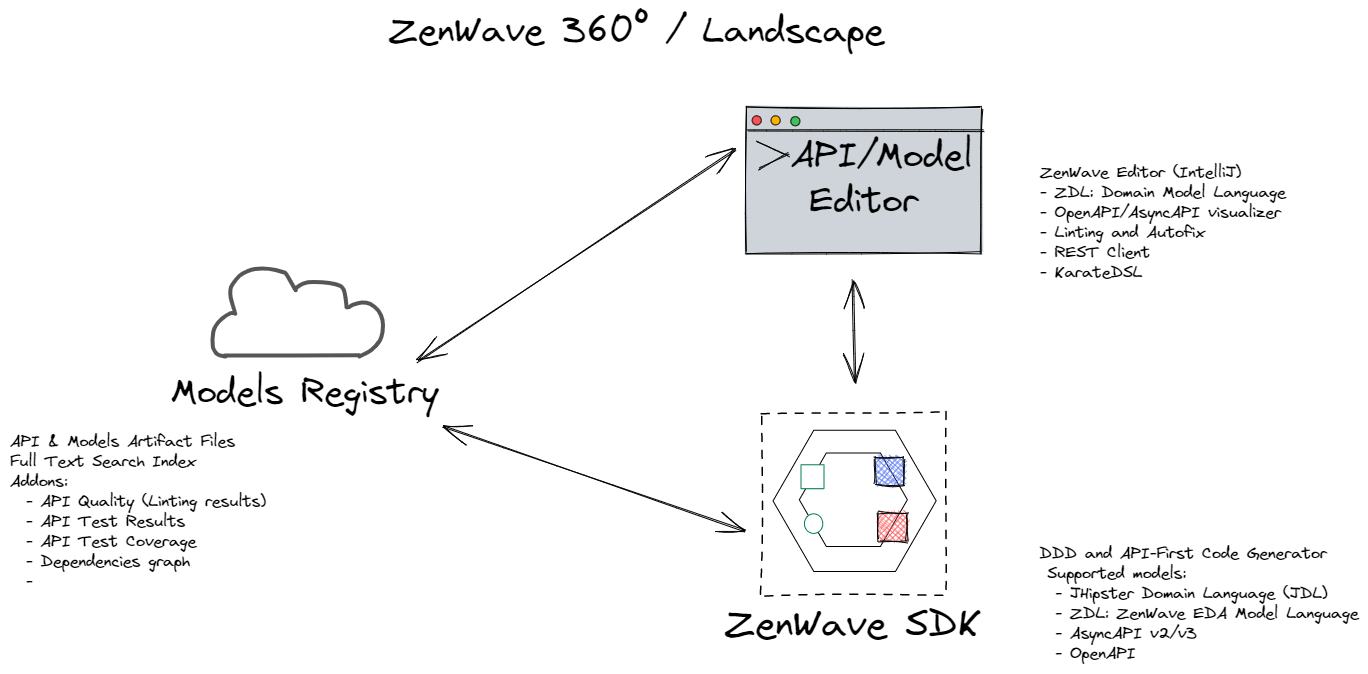 ZenWave 360º / Landscape
>API/Model
Editor
ZenWave Editor (IntelliJ)
- ZDL: Domain Model Language
- OpenAPI/AsyncAPI visualizer
- Linting and Autofix
- REST Client
- KarateDSL
Models Registry
API & Models Artifact Files
Full Text Search Index
Addons:
- API Quality (Linting results)
- API Test Results
- API Test Coverage
- Dependencies graph
-
ZenWave SDK
DDD and API-First Code Generator
Supported models:
- JHipster Domain Language (JDL)
- ZDL: ZenWave EDA Model Language
- AsyncAPI v2/v3
- OpenAPI